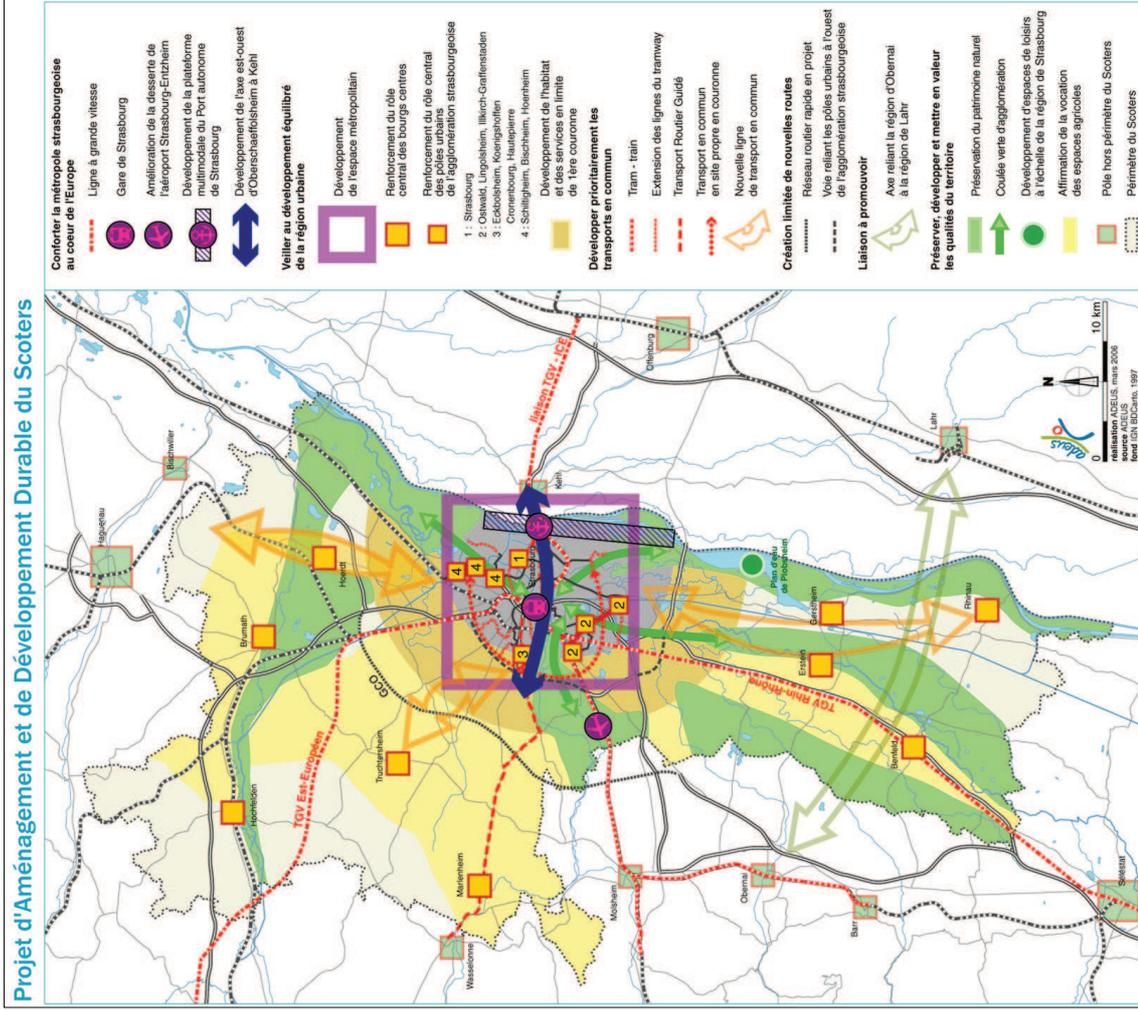 Projet d'Aménagement et de Développement Durable du Scoters
Haguenau
Bischwiller
Brumath
Hoerdt
Hochfelden
TGV Est-Européen
Truchtersheim
GCO
Marlenheim
Wasselonne
4
4
4
1
Strasbourg
3
2
2
2
Kehl
liaison TGV - ICE
Offenburg
Molsheim
Obernai
Barr
Sélestat
Benfeld
Erstein
Gerstheim
Rhinau
TGV Rhin-Rhône
Plan d'eau
de Plobsheim
Lahr
N
0
10 km
adeus
réalisation ADEUS, mars 2006
source ADEUS
fond IGN BDCarto, 1997
Conforter la métropole strasbourgeoise
au coeur de l'Europe
Ligne à grande vitesse
Gare de Strasbourg
Amélioration de la desserte de
l'aéroport Strasbourg-Entzheim
Développement de la plateforme
multimodale du Port autonome
de Strasbourg
Développement de l'axe est-ouest
d'Oberschaeffolsheim à Kehl
Veiller au développement équilibré
de la région urbaine
Développement
de l'espace métropolitain
Renforcement du rôle
central des bourgs centres
Renforcement du rôle central
des pôles urbains
de l'agglomération strasbourgeoise
1 : Strasbourg
2 : Ostwald, Lingolsheim, Illkirch-Graffenstaden
3 : Eckbolsheim, Koenigshoffen
Cronenbourg, Hautepierre
4 : Schiltigheim, Bischheim, Hoenheim
Développement de l'habitat
et des services en limite
de 1ère couronne
Développer prioritairement les
transports en commun
Tram - train
Extension des lignes du tramway
Transport Routier Guidé
Transport en commun
en site propre en couronne
Nouvelle ligne
de transport en commun
Création limitée de nouvelles routes
Réseau routier rapide en projet
Voie reliant les pôles urbains à l'ouest
de l'agglomération strasbourgeoise
Liaison à promouvoir
Axe reliant la région d'Obernai
à la région de Lahr
Préserver, développer et mettre en valeur
les qualités du territoire
Préservation du patrimoine naturel
Coulée verte d'agglomération
Développement d'espaces de loisirs
à l'échelle de la région de Strasbourg
Affirmation de la vocation
des espaces agricoles
Pôle hors périmètre du Scoters
Périmètre du Scoters